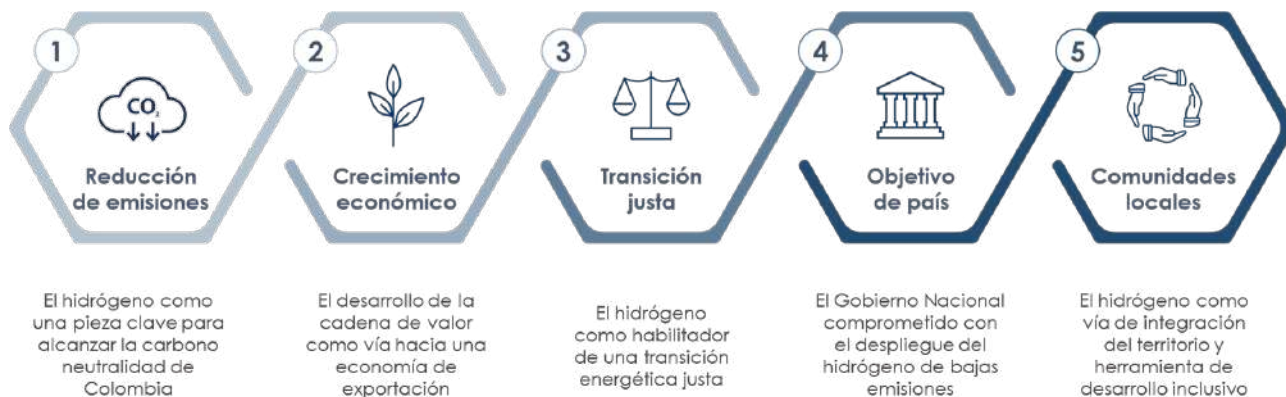 1
CO₂
Reducción
de emisiones
El hidrógeno como
una pieza clave para
alcanzar la carbono
neutralidad de
Colombia
2
Crecimiento
económico
El desarrollo de la
cadena de valor
como vía hacia una
economía de
exportación
3
Transición
justa
El hidrógeno
como habilitador
de una transición
energética justa
4
Objetivo
de país
El Gobierno Nacional
comprometido con
el despliegue del
hidrógeno de bajas
emisiones
5
Comunidades
locales
El hidrógeno como
vía de integración
del territorio y
herramienta de
desarrollo inclusivo